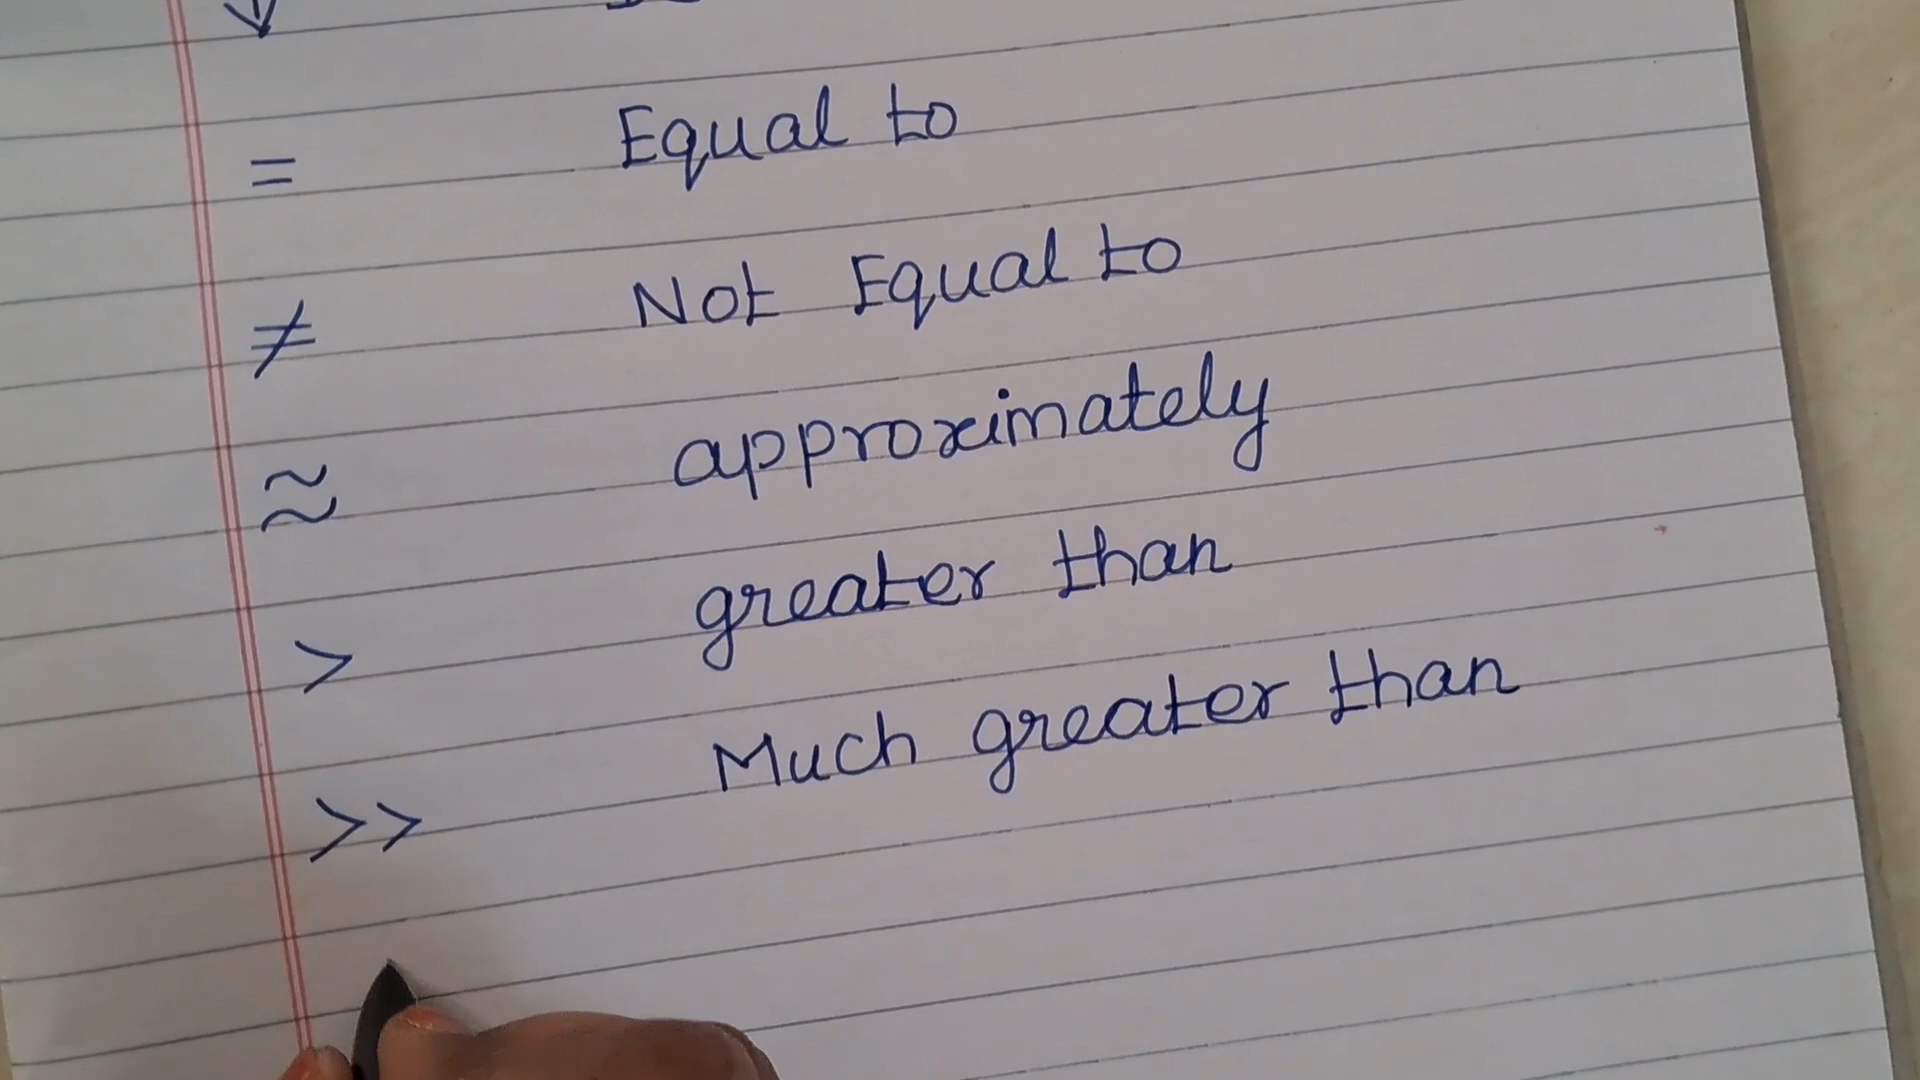 = Equal to
≠ Not Equal to
≈ approximately
> greater than
>> Much greater than